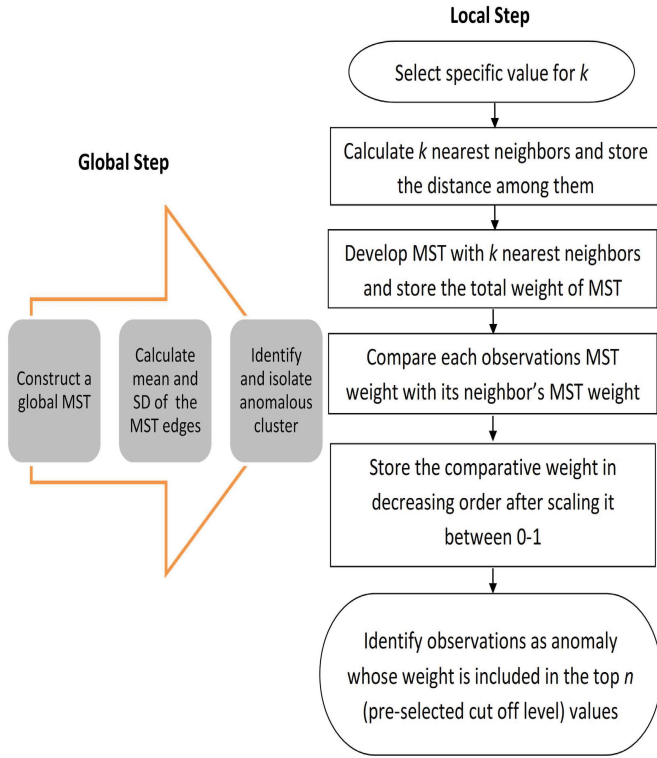 Global Step
Construct a
global MST
Calculate
mean and
SD of the
MST edges
Identify
and isolate
anomalous
cluster
Local Step
Select specific value for k
Calculate k nearest neighbors and store
the distance among them
Develop MST with k nearest neighbors
and store the total weight of MST
Compare each observations MST
weight with its neighbor's MST weight
Store the comparative weight in
decreasing order after scaling it
between 0-1
Identify observations as anomaly
whose weight is included in the top n
(pre-selected cut off level) values